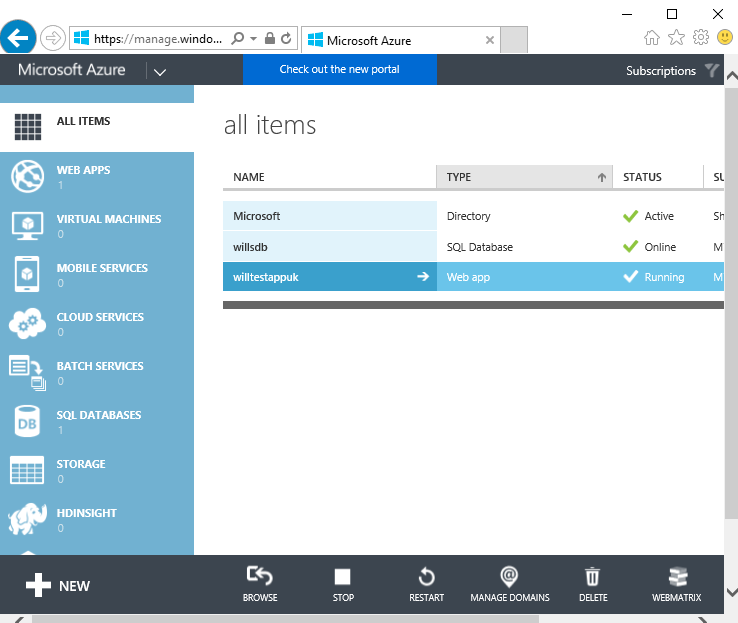 https://manage.windo...
Microsoft Azure
Microsoft Azure
Check out the new portal
Subscriptions
ALL ITEMS
WEB APPS
1
VIRTUAL MACHINES
0
MOBILE SERVICES
0
CLOUD SERVICES
0
BATCH SERVICES
0
DB
SQL DATABASES
1
STORAGE
0
HDINSIGHT
0
all items
NAME TYPE STATUS SU
Microsoft Directory Active Sh
willsdb SQL Database Online M
willtestappuk Web app Running M
NEW
BROWSE STOP RESTART MANAGE DOMAINS DELETE WEBMATRIX